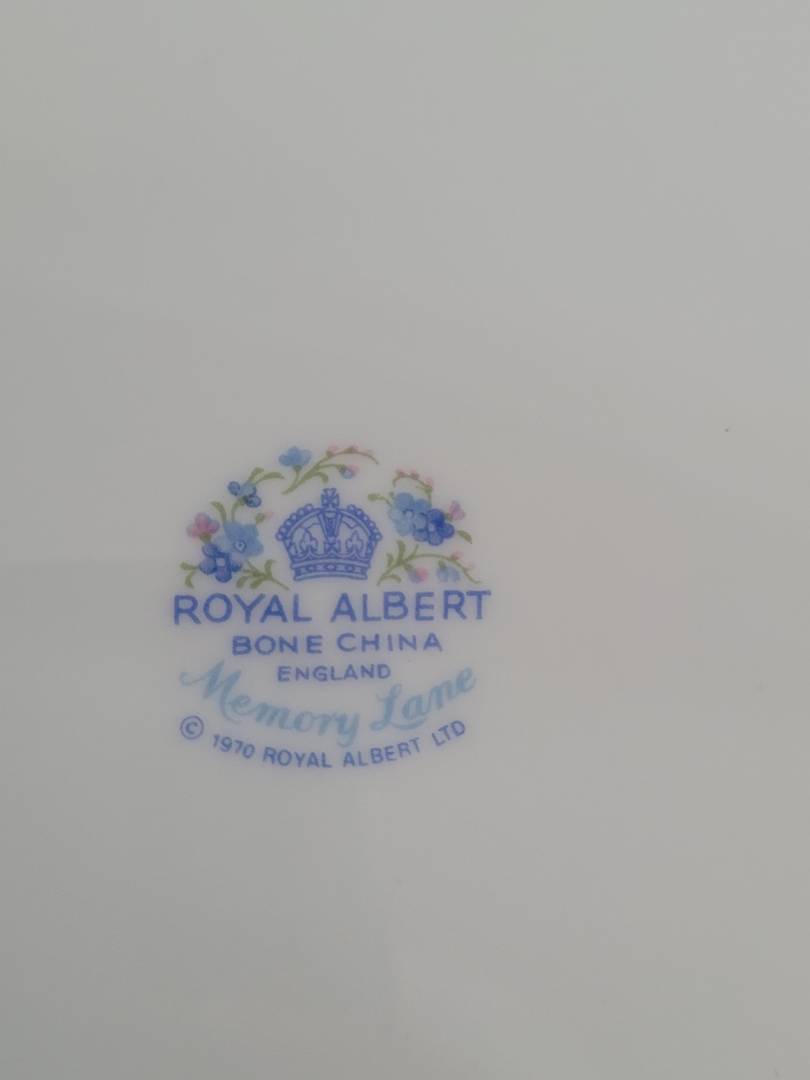 ROYAL ALBERT
BONE CHINA
ENGLAND
Memory Lane
© 1970 ROYAL ALBERT LTD